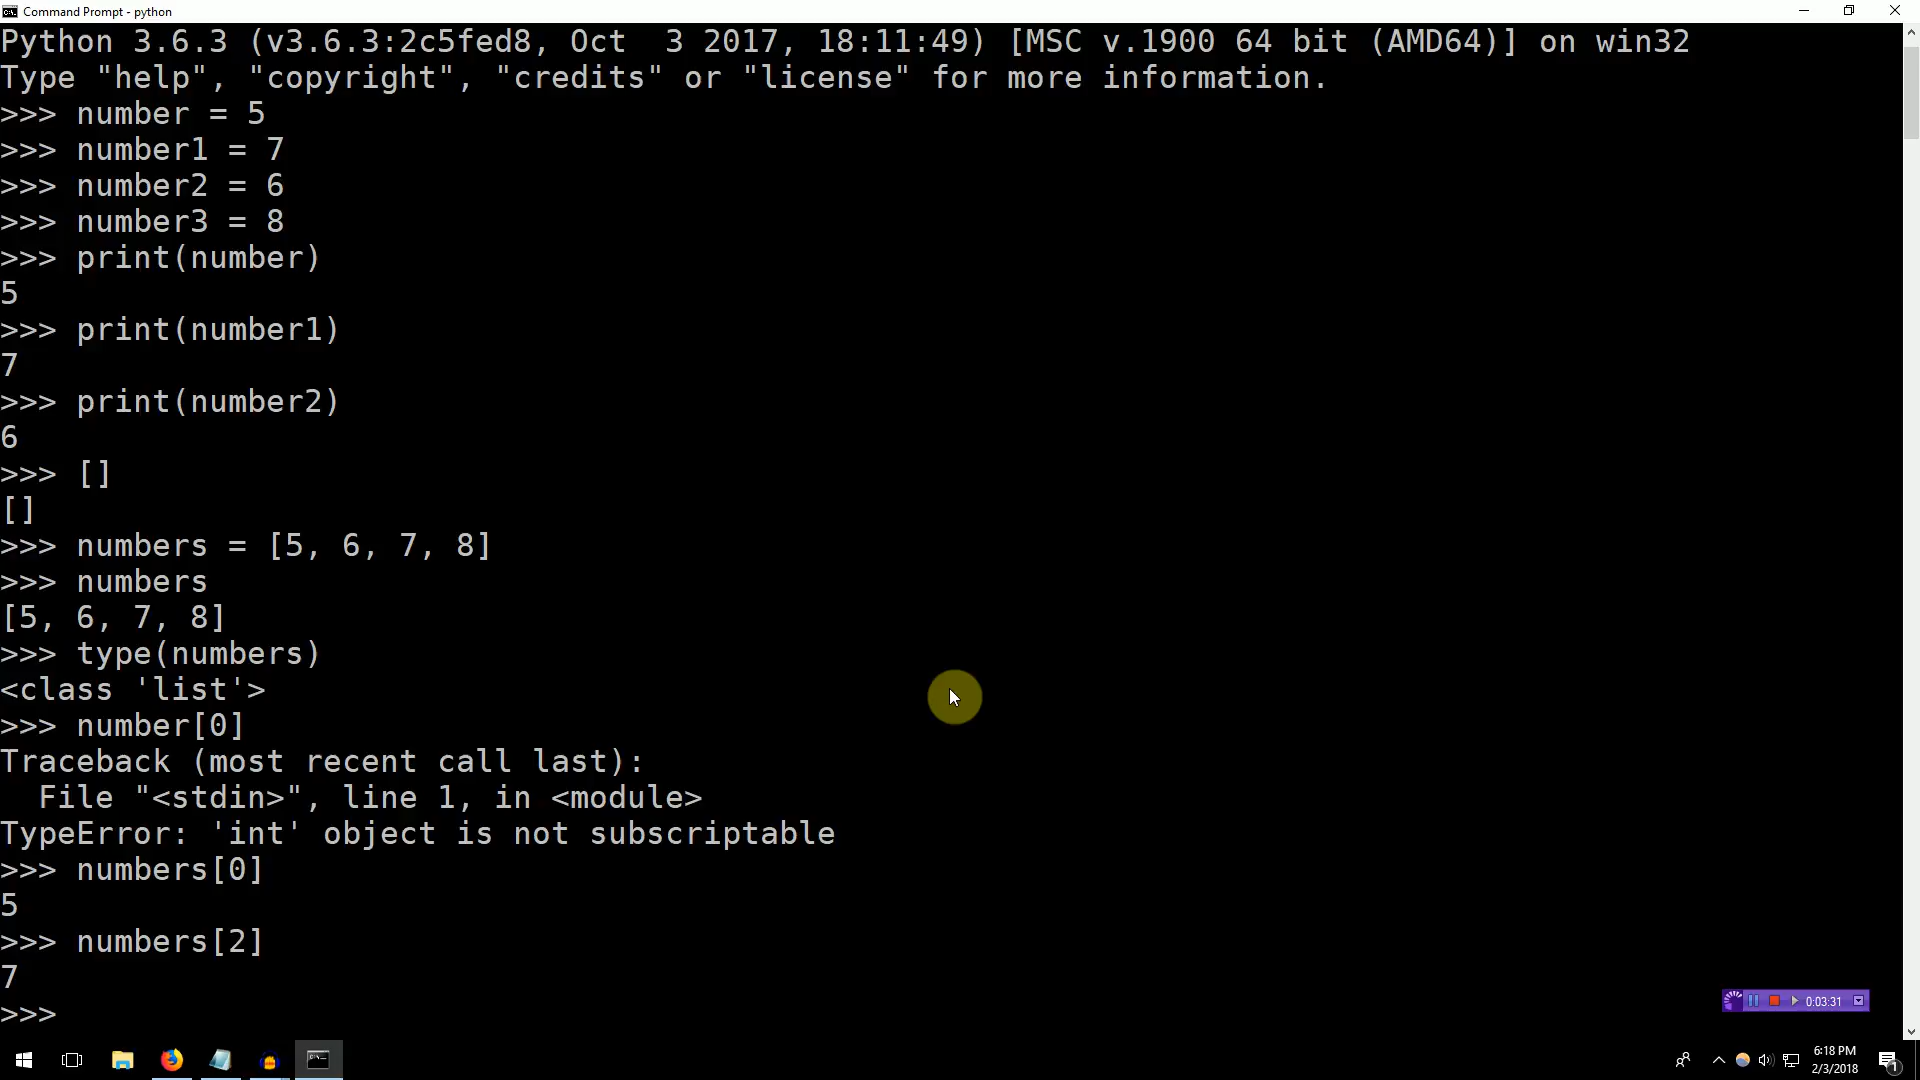 Command Prompt - python
Python 3.6.3 (v3.6.3:2c5fed8, Oct  3 2017, 18:11:49) [MSC v.1900 64 bit (AMD64)] on win32
Type "help", "copyright", "credits" or "license" for more information.
>>> number = 5
>>> number1 = 7
>>> number2 = 6
>>> number3 = 8
>>> print(number)
5
>>> print(number1)
7
>>> print(number2)
6
>>> []
[]
>>> numbers = [5, 6, 7, 8]
>>> numbers
[5, 6, 7, 8]
>>> type(numbers)
<class 'list'>
>>> number[0]
Traceback (most recent call last):
  File "<stdin>", line 1, in <module>
TypeError: 'int' object is not subscriptable
>>> numbers[0]
5
>>> numbers[2]
7
>>>
0:03:31
6:18 PM
2/3/2018
1